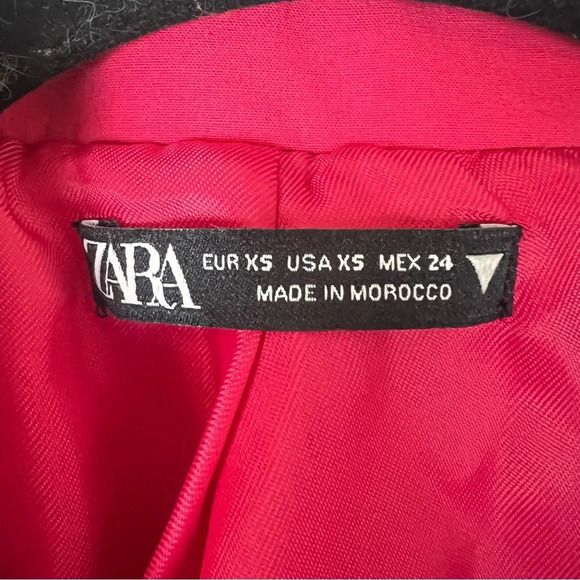 ZARA
EUR XS USA XS MEX 24
MADE IN MOROCCO